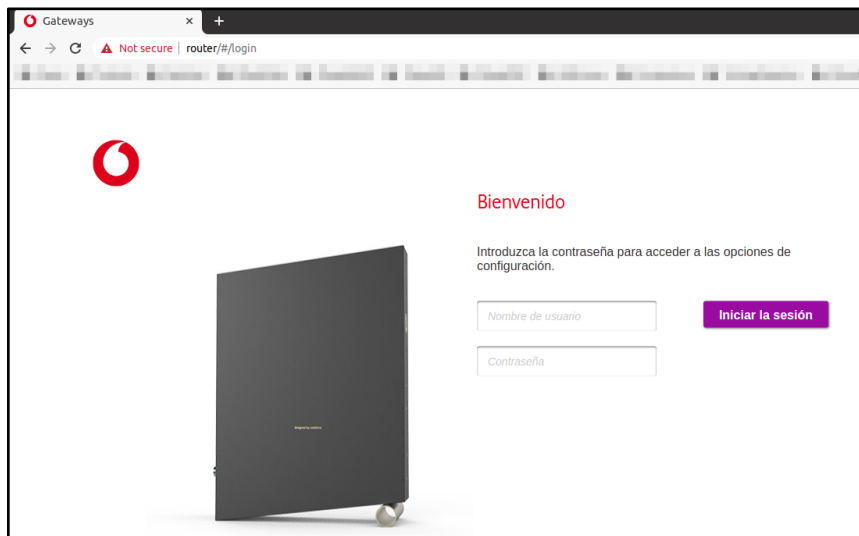 Gateways
Not secure | router/#/login
Bienvenido
Introduzca la contraseña para acceder a las opciones de
configuración.
Nombre de usuario
Iniciar la sesión
Contraseña